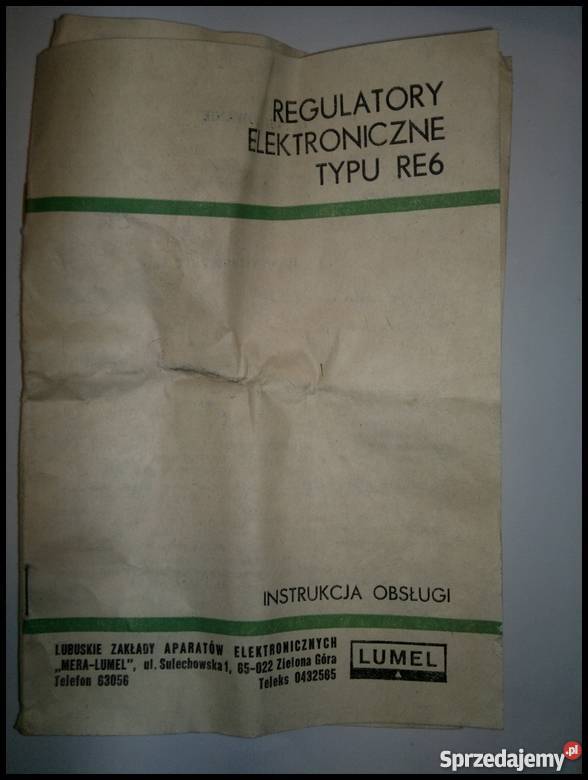 REGULATORY
ELEKTRONICZNE
TYPU RE6
INSTRUKCJA OBSŁUGI
LUBUSKIE ZAKŁADY APARATÓW ELEKTRONICZNYCH
„MERA-LUMEL", ul. Sulechowska 1, 65-022 Zielona Góra
Telefon 63056 Teleks 0432565
LUMEL
Sprzedajemy.pl